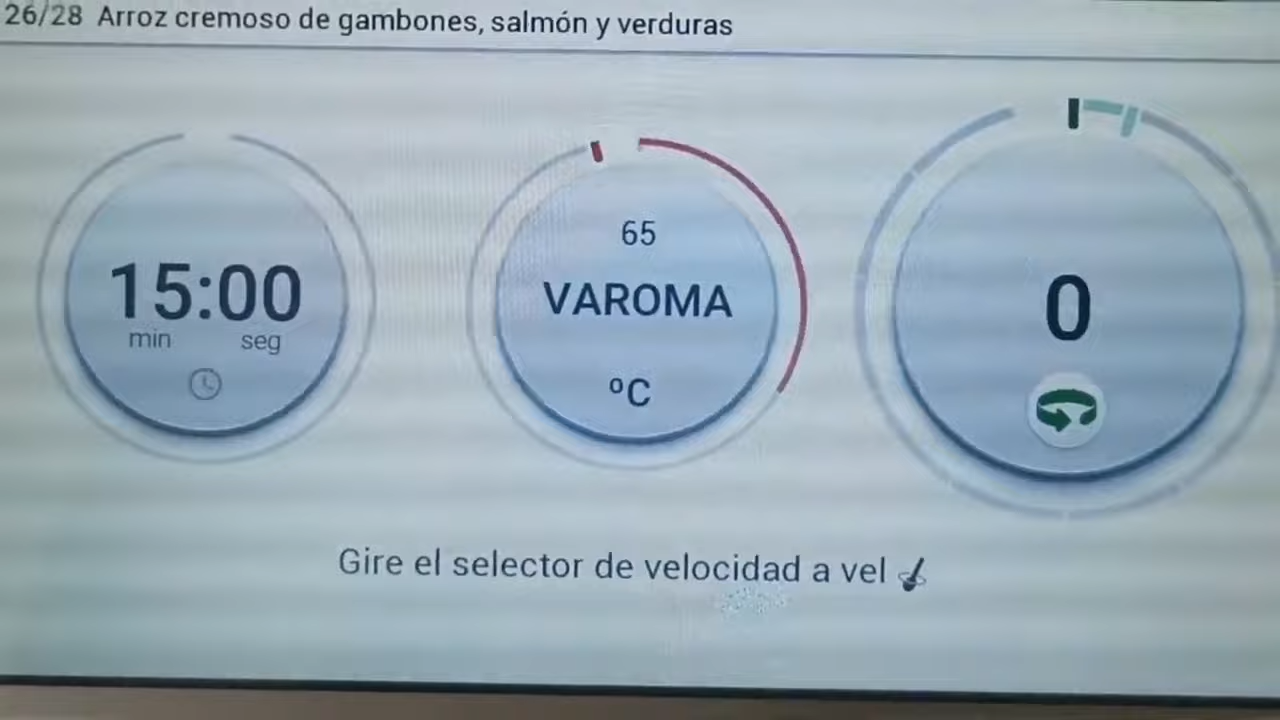 26/28 Arroz cremoso de gambones, salmón y verduras
15:00
min seg
65
VAROMA
ºC
0
Gire el selector de velocidad a vel